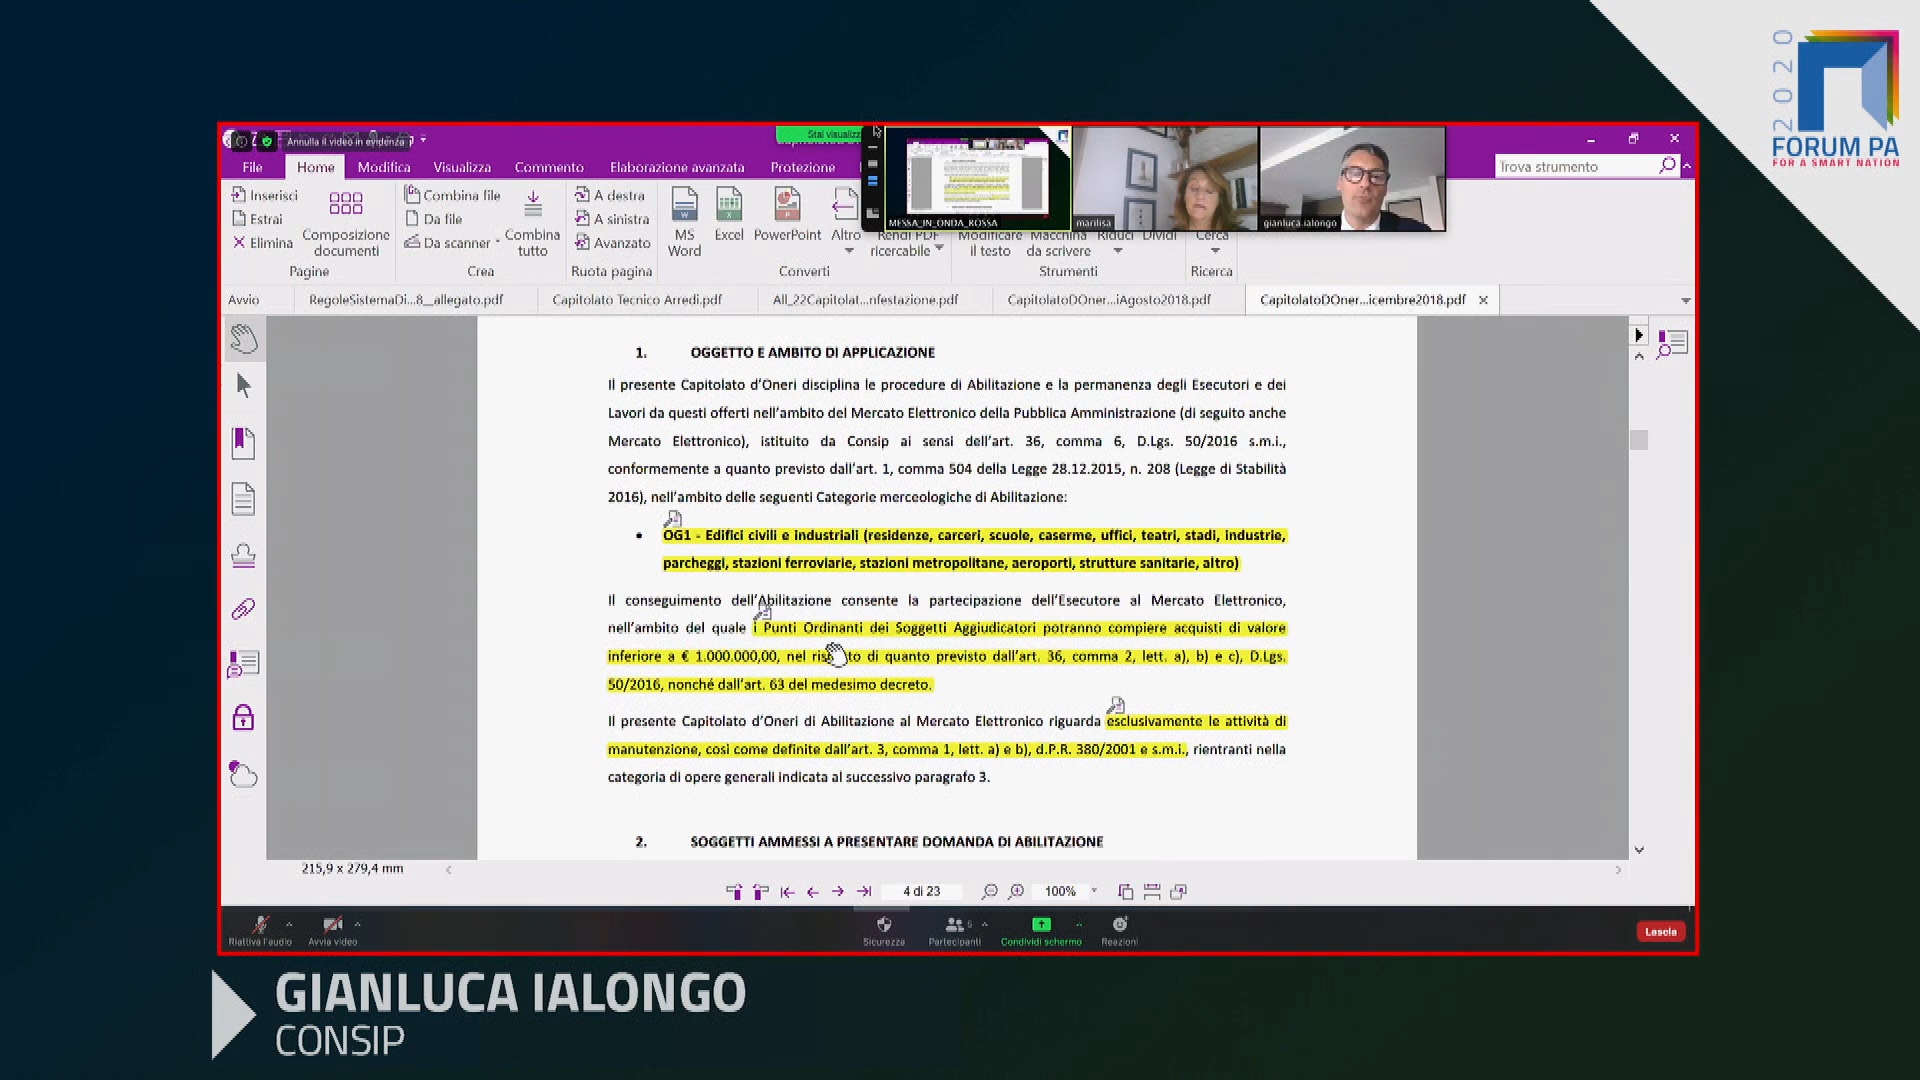 2020
FORUM PA
FOR A SMART NATION
Annulla il video in evidenza
Stai visualizz
File Home Modifica Visualizza Commento Elaborazione avanzata Protezione
Trova strumento
Inserisci
Estrai
Elimina
Composizione documenti
Pagine
Combina file
Da file
Da scanner
Combina tutto
Crea
A destra
A sinistra
Avanzato
Ruota pagina
MS Word
Excel
PowerPoint
Altro
Converti
Rendi PDF ricercabile
Modificare il testo
Macchina da scrivere
Riduci
Dividi
Strumenti
Cerca
Ricerca
MESSA_IN_ONDA_ROSSA
marilisa
gianluca.ialongo
Avvio
RegoleSistemaDi...8__allegato.pdf
Capitolato Tecnico Arredi.pdf
All_22Capitolat...nfestazione.pdf
CapitolatoDOner...iAgosto2018.pdf
CapitolatoDOner...icembre2018.pdf
1. OGGETTO E AMBITO DI APPLICAZIONE
Il presente Capitolato d'Oneri disciplina le procedure di Abilitazione e la permanenza degli Esecutori e dei
Lavori da questi offerti nell'ambito del Mercato Elettronico della Pubblica Amministrazione (di seguito anche
Mercato Elettronico), istituito da Consip ai sensi dell'art. 36, comma 6, D.Lgs. 50/2016 s.m.i.,
conformemente a quanto previsto dall'art. 1, comma 504 della Legge 28.12.2015, n. 208 (Legge di Stabilità
2016), nell'ambito delle seguenti Categorie merceologiche di Abilitazione:
• OG1 - Edifici civili e industriali (residenze, carceri, scuole, caserme, uffici, teatri, stadi, industrie,
parcheggi, stazioni ferroviarie, stazioni metropolitane, aeroporti, strutture sanitarie, altro)
Il conseguimento dell'Abilitazione consente la partecipazione dell'Esecutore al Mercato Elettronico,
nell'ambito del quale i Punti Ordinanti dei Soggetti Aggiudicatori potranno compiere acquisti di valore
inferiore a € 1.000.000,00, nel rispetto di quanto previsto dall'art. 36, comma 2, lett. a), b) e c), D.Lgs.
50/2016, nonché dall'art. 63 del medesimo decreto.
Il presente Capitolato d'Oneri di Abilitazione al Mercato Elettronico riguarda esclusivamente le attività di
manutenzione, così come definite dall'art. 3, comma 1, lett. a) e b), d.P.R. 380/2001 e s.m.i., rientranti nella
categoria di opere generali indicata al successivo paragrafo 3.
2. SOGGETTI AMMESSI A PRESENTARE DOMANDA DI ABILITAZIONE
215,9 x 279,4 mm
4 di 23
100%
Riattiva l'audio
Avvia video
Sicurezza
Partecipanti
Condividi schermo
Reazioni
Lascia
GIANLUCA IALONGO
CONSIP